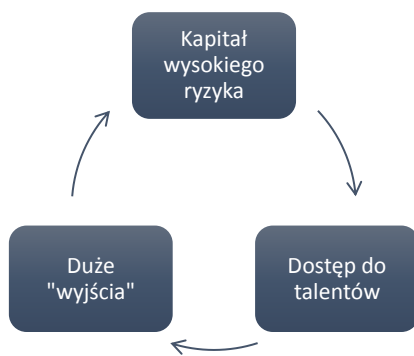 Kapitał
wysokiego
ryzyka
Dostęp do
talentów
Duże
"wyjścia"